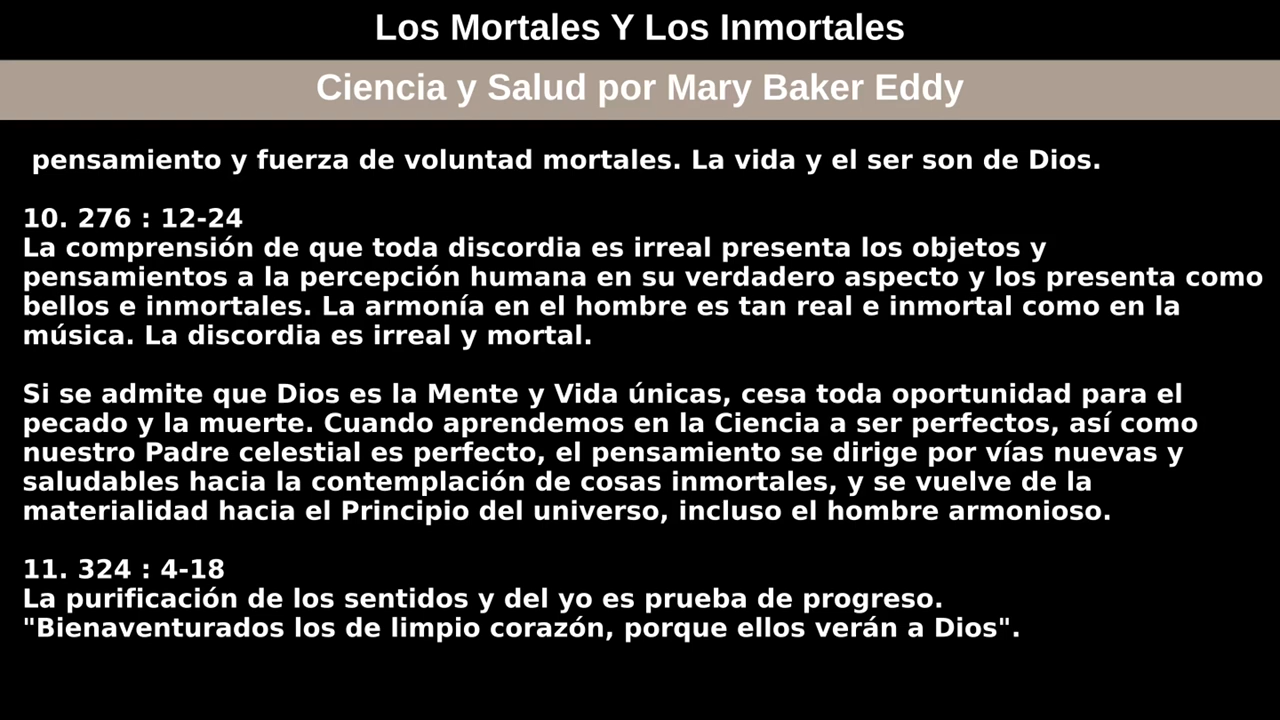 Los Mortales Y Los Inmortales
Ciencia y Salud por Mary Baker Eddy
pensamiento y fuerza de voluntad mortales. La vida y el ser son de Dios.
10. 276 : 12-24
La comprensión de que toda discordia es irreal presenta los objetos y
pensamientos a la percepción humana en su verdadero aspecto y los presenta como
bellos e inmortales. La armonía en el hombre es tan real e inmortal como en la
música. La discordia es irreal y mortal.
Si se admite que Dios es la Mente y Vida únicas, cesa toda oportunidad para el
pecado y la muerte. Cuando aprendemos en la Ciencia a ser perfectos, así como
nuestro Padre celestial es perfecto, el pensamiento se dirige por vías nuevas y
saludables hacia la contemplación de cosas inmortales, y se vuelve de la
materialidad hacia el Principio del universo, incluso el hombre armonioso.
11. 324 : 4-18
La purificación de los sentidos y del yo es prueba de progreso.
"Bienaventurados los de limpio corazón, porque ellos verán a Dios".